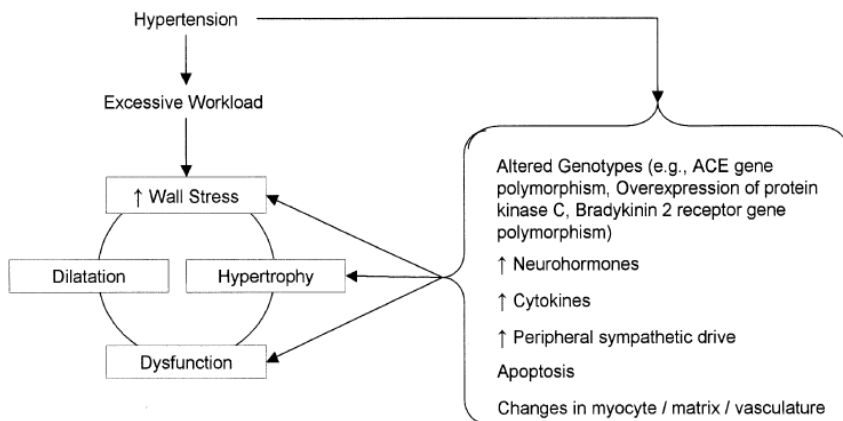 Hypertension
Excessive Workload
↑ Wall Stress
Dilatation
Hypertrophy
Dysfunction
Altered Genotypes (e.g., ACE gene
polymorphism, Overexpression of protein
kinase C, Bradykinin 2 receptor gene
polymorphism)
↑ Neurohormones
↑ Cytokines
↑ Peripheral sympathetic drive
Apoptosis
Changes in myocyte / matrix / vasculature